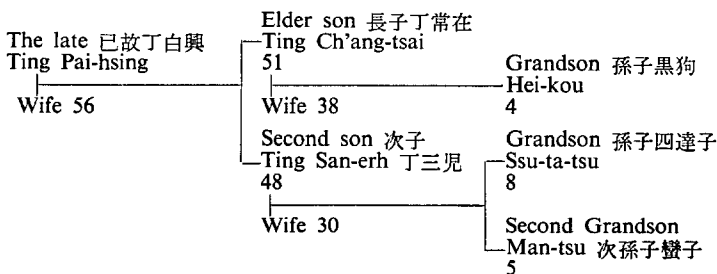 The late 已故丁白興
Ting Pai-hsing
Wife 56
Elder son 長子丁常在
Ting Ch'ang-tsai
51
Wife 38
Grandson 孫子黒狗
Hei-kou
4
Second son 次子
Ting San-erh 丁三児
48
Wife 30
Grandson 孫子四達子
Ssu-ta-tsu
8
Second Grandson
Man-tsu 次孫子蠻子
5